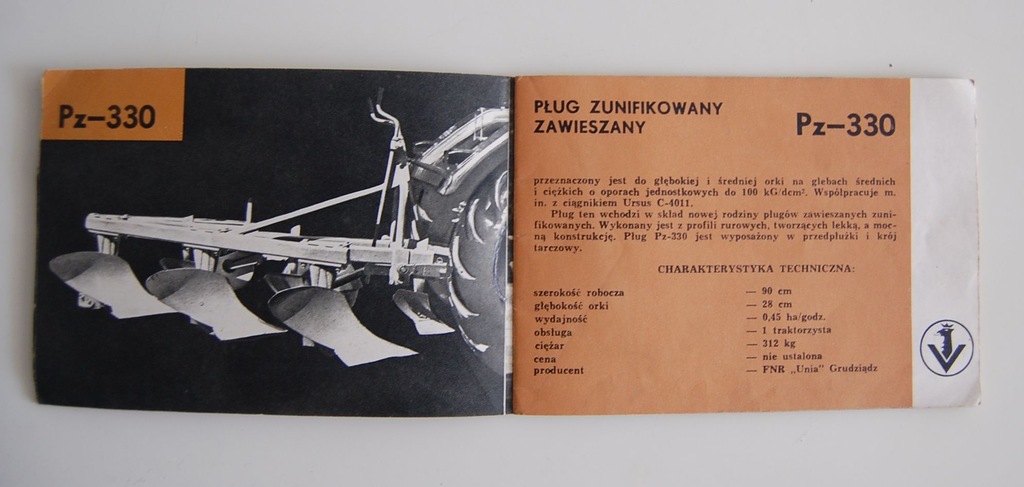 Pz-330
PŁUG ZUNIFIKOWANY
ZAWIESZANY
Pz-330
przeznaczony jest do głębokiej i średniej orki na glebach średnich
i ciężkich o oporach jednostkowych do 100 kG/dcm². Współpracuje m.
in. z ciągnikiem Ursus C-4011.
Pług ten wchodzi w skład nowej rodziny pługów zawieszanych zuni-
fikowanych. Wykonany jest z profili rurowych, tworzących lekką, a moc-
ną konstrukcję. Pług Pz-330 jest wyposażony w przedpłużki i krój
tarczowy.
CHARAKTERYSTYKA TECHNICZNA:
szerokość robocza — 90 cm
głębokość orki — 28 cm
wydajność — 0,45 ha/godz.
obsługa — 1 traktorzysta
ciężar — 312 kg
cena — nie ustalona
producent — FNR „Unia" Grudziądz